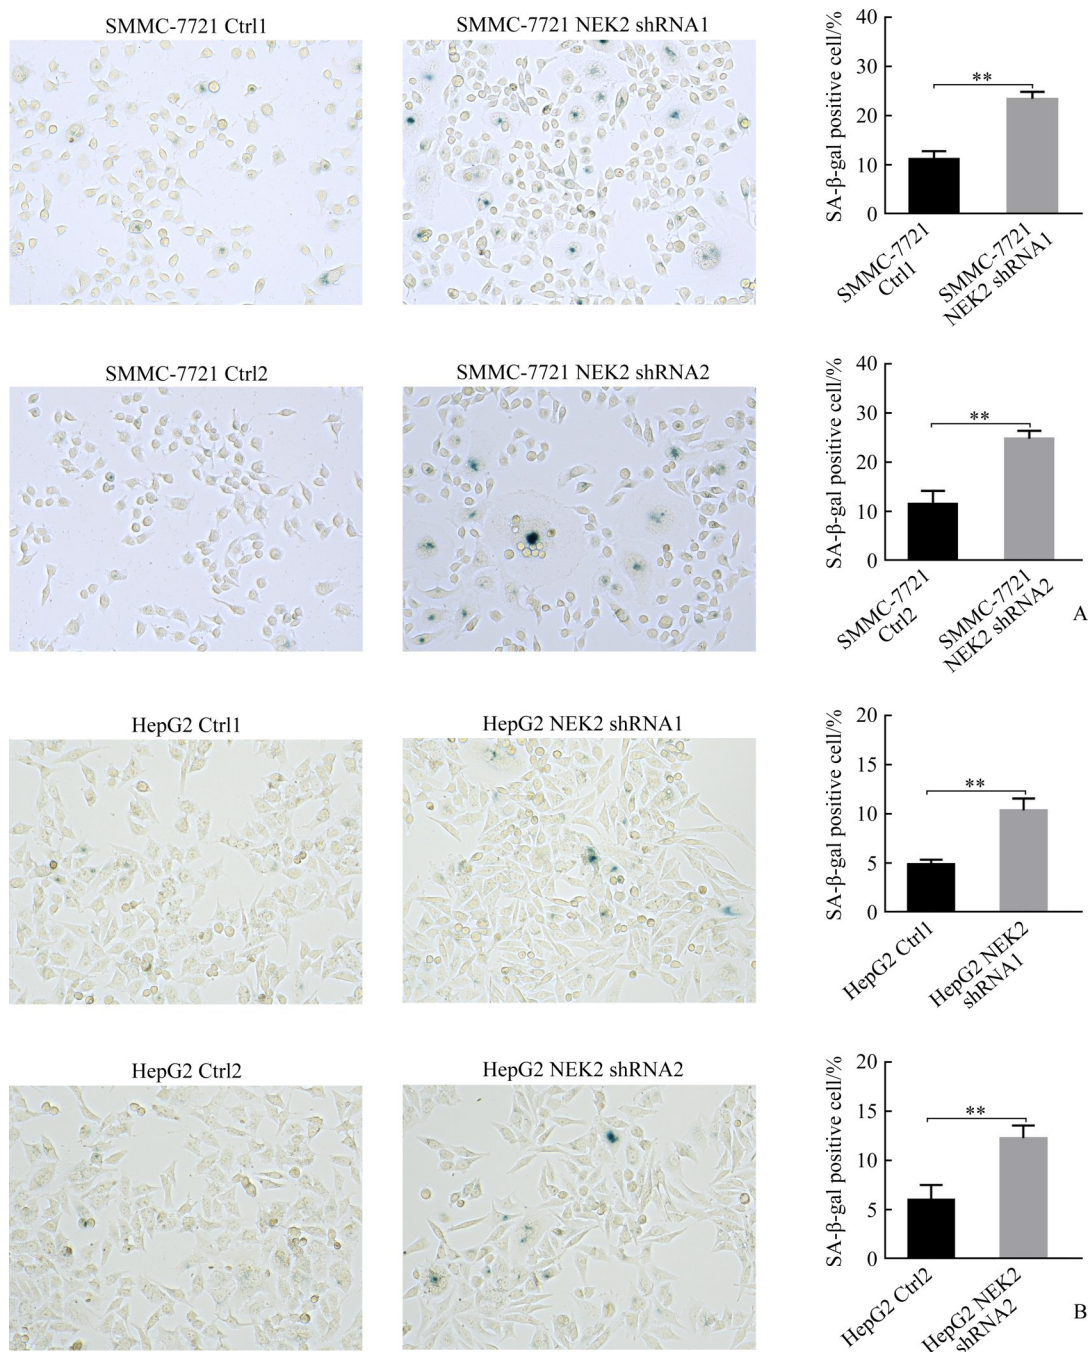 SMMC-7721 Ctrl1
SMMC-7721 NEK2 shRNA1
SA-β-gal positive cell/%
40
30
20
10
0
**
SMMC-7721
Ctrl1
SMMC-7721
NEK2 shRNA1
SMMC-7721 Ctrl2
SMMC-7721 NEK2 shRNA2
SA-β-gal positive cell/%
40
30
20
10
0
**
SMMC-7721
Ctrl2
SMMC-7721
NEK2 shRNA2
A
HepG2 Ctrl1
HepG2 NEK2 shRNA1
SA-β-gal positive cell/%
20
15
10
5
0
**
HepG2 Ctrl1
HepG2 NEK2
shRNA1
HepG2 Ctrl2
HepG2 NEK2 shRNA2
SA-β-gal positive cell/%
20
15
10
5
0
**
HepG2 Ctrl2
HepG2 NEK2
shRNA2
B